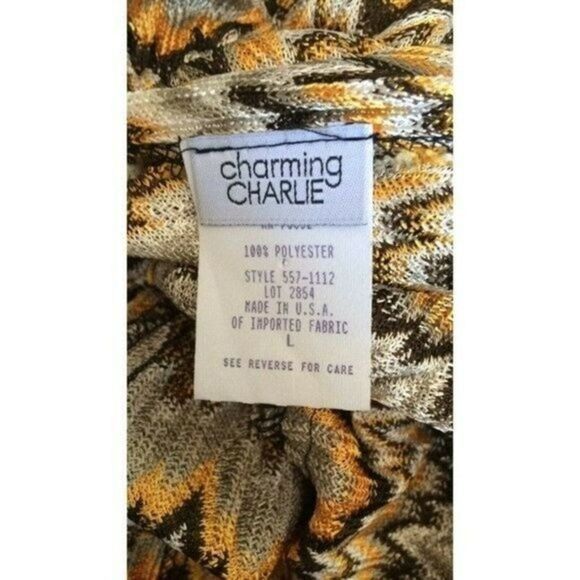 charming
CHARLIE
100% POLYESTER
STYLE 557-1112
LOT 2854
MADE IN U.S.A.
OF IMPORTED FABRIC
L
SEE REVERSE FOR CARE